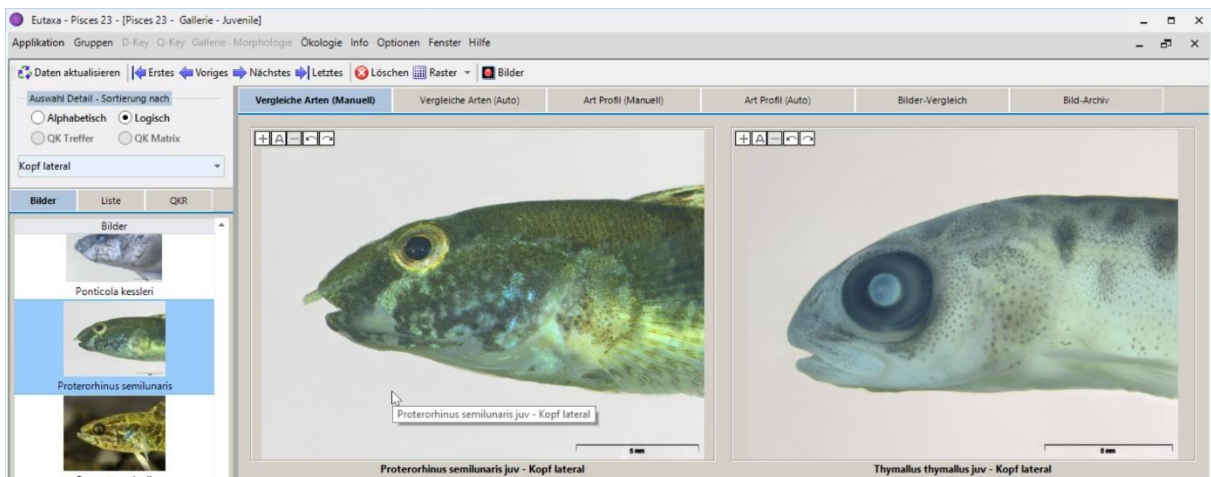 Eutaxa - Pisces 23 - [Pisces 23 - Gallerie - Juvenile]
Applikation Gruppen D-Key Q-Key Gallerie Morphologie Ökologie Info Optionen Fenster Hilfe
Daten aktualisieren Erstes Voriges Nächstes Letztes Löschen Raster Bilder
Auswahl Detail - Sortierung nach
Alphabetisch Logisch
QK Treffer QK Matrix
Kopf lateral
Bilder Liste QKR
Bilder
Ponticola kessleri
Proterorhinus semilunaris
Vergleiche Arten (Manuell) Vergleiche Arten (Auto) Art Profil (Manuell) Art Profil (Auto) Bilder-Vergleich Bild-Archiv
A
A
Proterorhinus semilunaris juv - Kopf lateral
5 mm
5 mm
Proterorhinus semilunaris juv - Kopf lateral
Thymallus thymallus juv - Kopf lateral